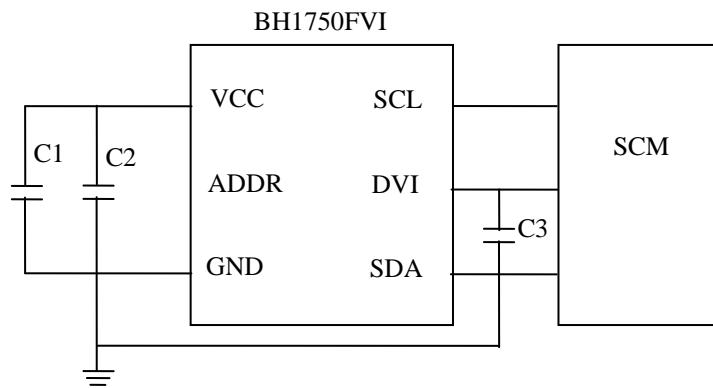 BH1750FVI
VCC
SCL
C1
C2
SCM
ADDR
DVI
C3
GND
SDA